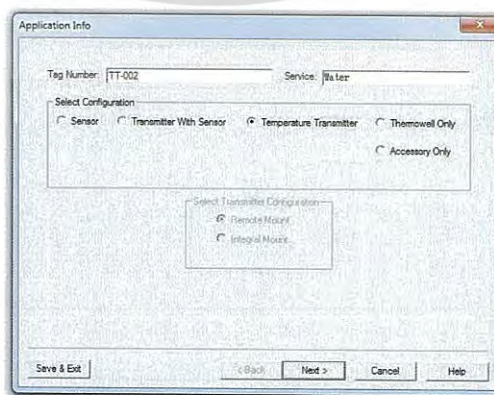 Application Info
Tag Number: TT-002 Service: Water
Select Configuration
Sensor Transmitter With Sensor Temperature Transmitter Thermowell Only
Accessory Only
Select Transmitter Configuration
Remote Mount
Integral Mount
Save & Exit < Back Next > Cancel Help